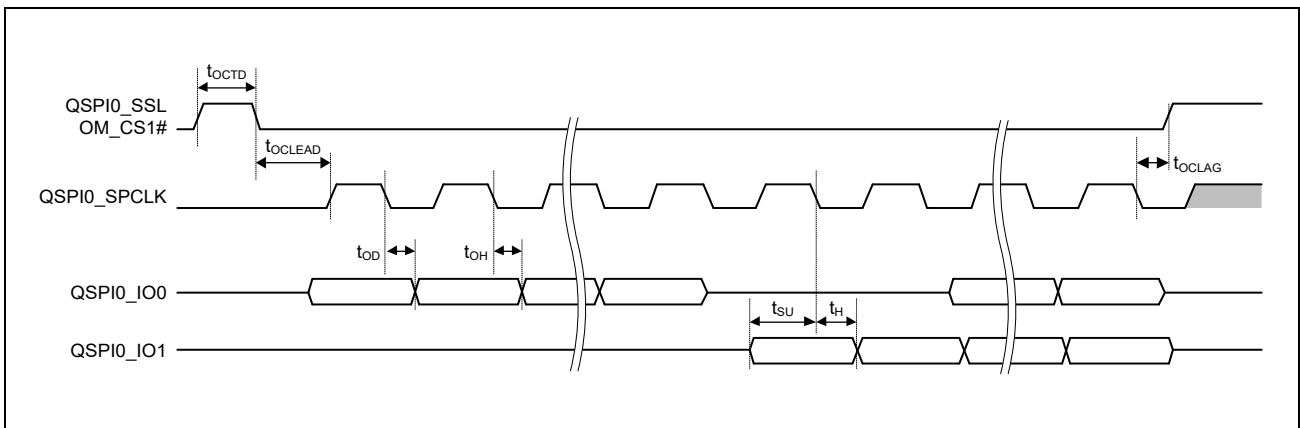 tOCTD
QSPI0_SSL
OM_CS1#
tOCLEAD
tOCLAG
QSPI0_SPCLK
tOD
tOH
QSPI0_IO0
tSU
tH
QSPI0_IO1